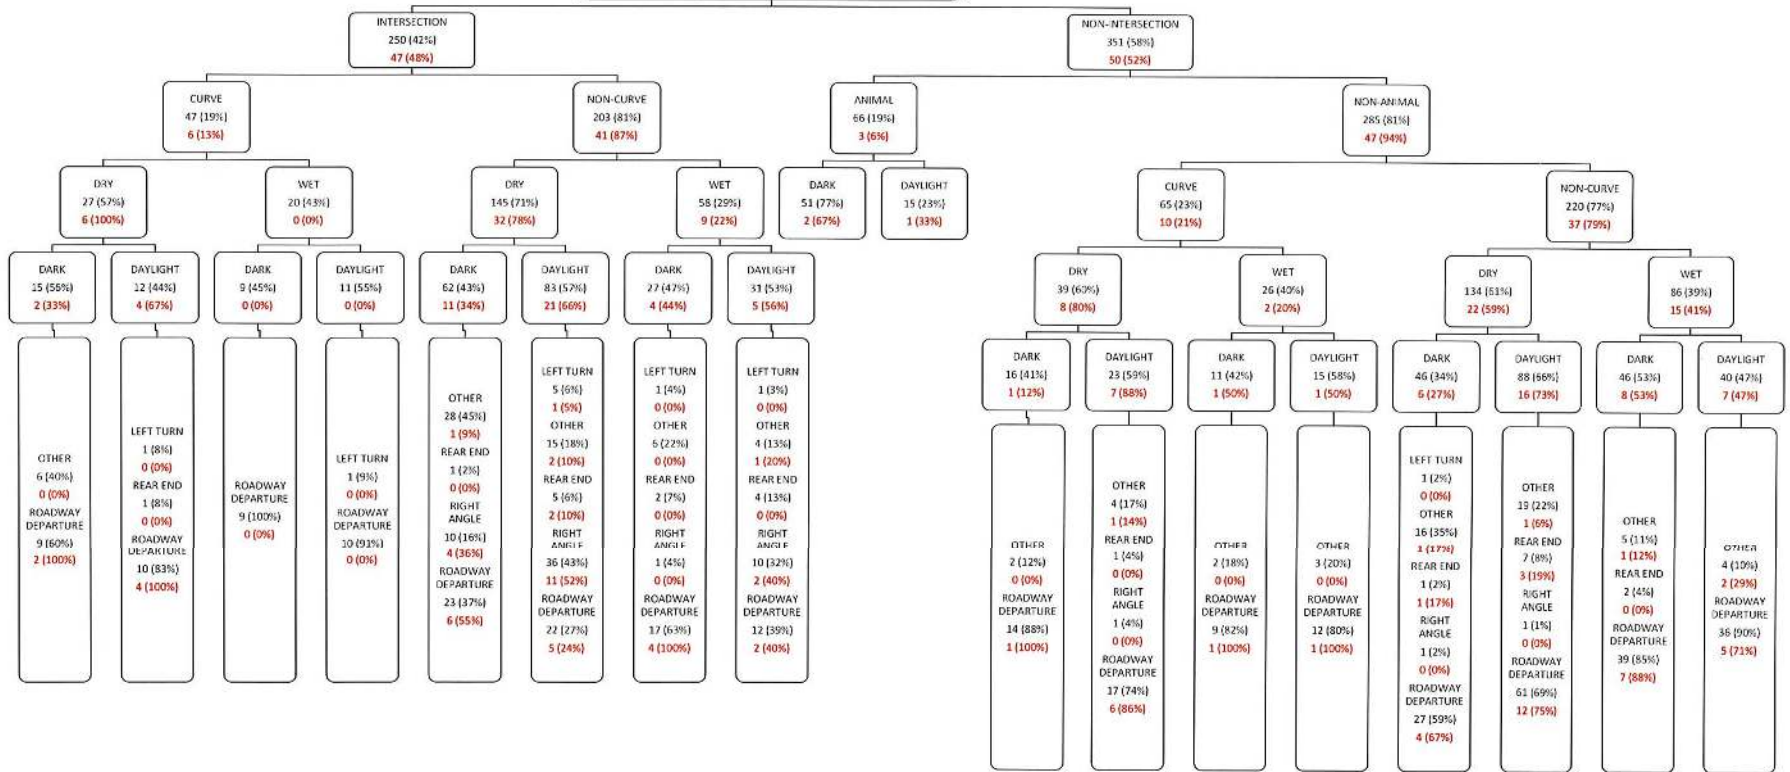 INTERSECTION
250 (42%)
47 (48%)
NON-INTERSECTION
351 (58%)
50 (52%)
CURVE
47 (19%)
6 (13%)
NON-CURVE
203 (81%)
41 (87%)
ANIMAL
66 (19%)
3 (6%)
NON-ANIMAL
285 (81%)
47 (94%)
DRY
27 (57%)
6 (100%)
WET
20 (43%)
0 (0%)
DRY
145 (71%)
32 (78%)
WET
58 (29%)
9 (22%)
DARK
51 (77%)
2 (67%)
DAYLIGHT
15 (23%)
1 (33%)
CURVE
65 (23%)
10 (21%)
NON-CURVE
220 (77%)
37 (79%)
DARK
15 (56%)
2 (33%)
DAYLIGHT
12 (44%)
4 (67%)
DARK
9 (45%)
0 (0%)
DAYLIGHT
11 (55%)
0 (0%)
DARK
62 (43%)
11 (34%)
DAYLIGHT
83 (57%)
21 (66%)
DARK
27 (47%)
4 (44%)
DAYLIGHT
31 (53%)
5 (56%)
DRY
39 (60%)
8 (80%)
WET
26 (40%)
2 (20%)
DRY
134 (61%)
22 (59%)
WET
86 (39%)
15 (41%)
DARK
16 (41%)
1 (12%)
DAYLIGHT
23 (59%)
7 (88%)
DARK
11 (42%)
1 (50%)
DAYLIGHT
15 (58%)
1 (50%)
DARK
46 (34%)
6 (27%)
DAYLIGHT
88 (66%)
16 (73%)
DARK
46 (53%)
8 (53%)
DAYLIGHT
40 (47%)
7 (47%)
OTHER
6 (40%)
0 (0%)
ROADWAY
DEPARTURE
9 (60%)
2 (100%)
LEFT TURN
1 (8%)
0 (0%)
REAR END
1 (8%)
0 (0%)
ROADWAY
DEPARTURE
10 (83%)
4 (100%)
ROADWAY
DEPARTURE
9 (100%)
0 (0%)
LEFT TURN
1 (9%)
0 (0%)
ROADWAY
DEPARTURE
10 (91%)
0 (0%)
OTHER
28 (45%)
1 (9%)
REAR END
1 (2%)
0 (0%)
RIGHT
ANGLE
10 (16%)
4 (36%)
ROADWAY
DEPARTURE
23 (37%)
6 (55%)
LEFT TURN
5 (6%)
1 (5%)
OTHER
15 (18%)
2 (10%)
REAR END
5 (6%)
2 (10%)
RIGHT
ANGLE
36 (43%)
11 (52%)
ROADWAY
DEPARTURE
22 (27%)
5 (24%)
LEFT TURN
1 (4%)
0 (0%)
OTHER
6 (22%)
0 (0%)
REAR END
2 (7%)
0 (0%)
RIGHT
ANGLE
1 (4%)
0 (0%)
ROADWAY
DEPARTURE
17 (63%)
4 (100%)
LEFT TURN
1 (3%)
0 (0%)
OTHER
4 (13%)
1 (20%)
REAR END
4 (13%)
0 (0%)
RIGHT
ANGLE
10 (32%)
2 (40%)
ROADWAY
DEPARTURE
12 (39%)
2 (40%)
OTHER
2 (12%)
0 (0%)
ROADWAY
DEPARTURE
14 (88%)
1 (100%)
OTHER
4 (17%)
1 (14%)
REAR END
1 (4%)
0 (0%)
RIGHT
ANGLE
1 (4%)
0 (0%)
ROADWAY
DEPARTURE
17 (74%)
6 (86%)
OTHER
2 (18%)
0 (0%)
ROADWAY
DEPARTURE
9 (82%)
1 (100%)
OTHER
3 (20%)
0 (0%)
ROADWAY
DEPARTURE
12 (80%)
1 (100%)
LEFT TURN
1 (2%)
0 (0%)
OTHER
16 (35%)
1 (17%)
REAR END
1 (2%)
1 (17%)
RIGHT
ANGLE
1 (2%)
0 (0%)
ROADWAY
DEPARTURE
27 (59%)
4 (67%)
OTHER
19 (22%)
1 (6%)
REAR END
7 (8%)
3 (19%)
RIGHT
ANGLE
1 (1%)
0 (0%)
ROADWAY
DEPARTURE
61 (69%)
12 (75%)
OTHER
5 (11%)
1 (12%)
REAR END
2 (4%)
0 (0%)
ROADWAY
DEPARTURE
39 (85%)
7 (88%)
OTHER
4 (10%)
2 (29%)
ROADWAY
DEPARTURE
36 (90%)
5 (71%)